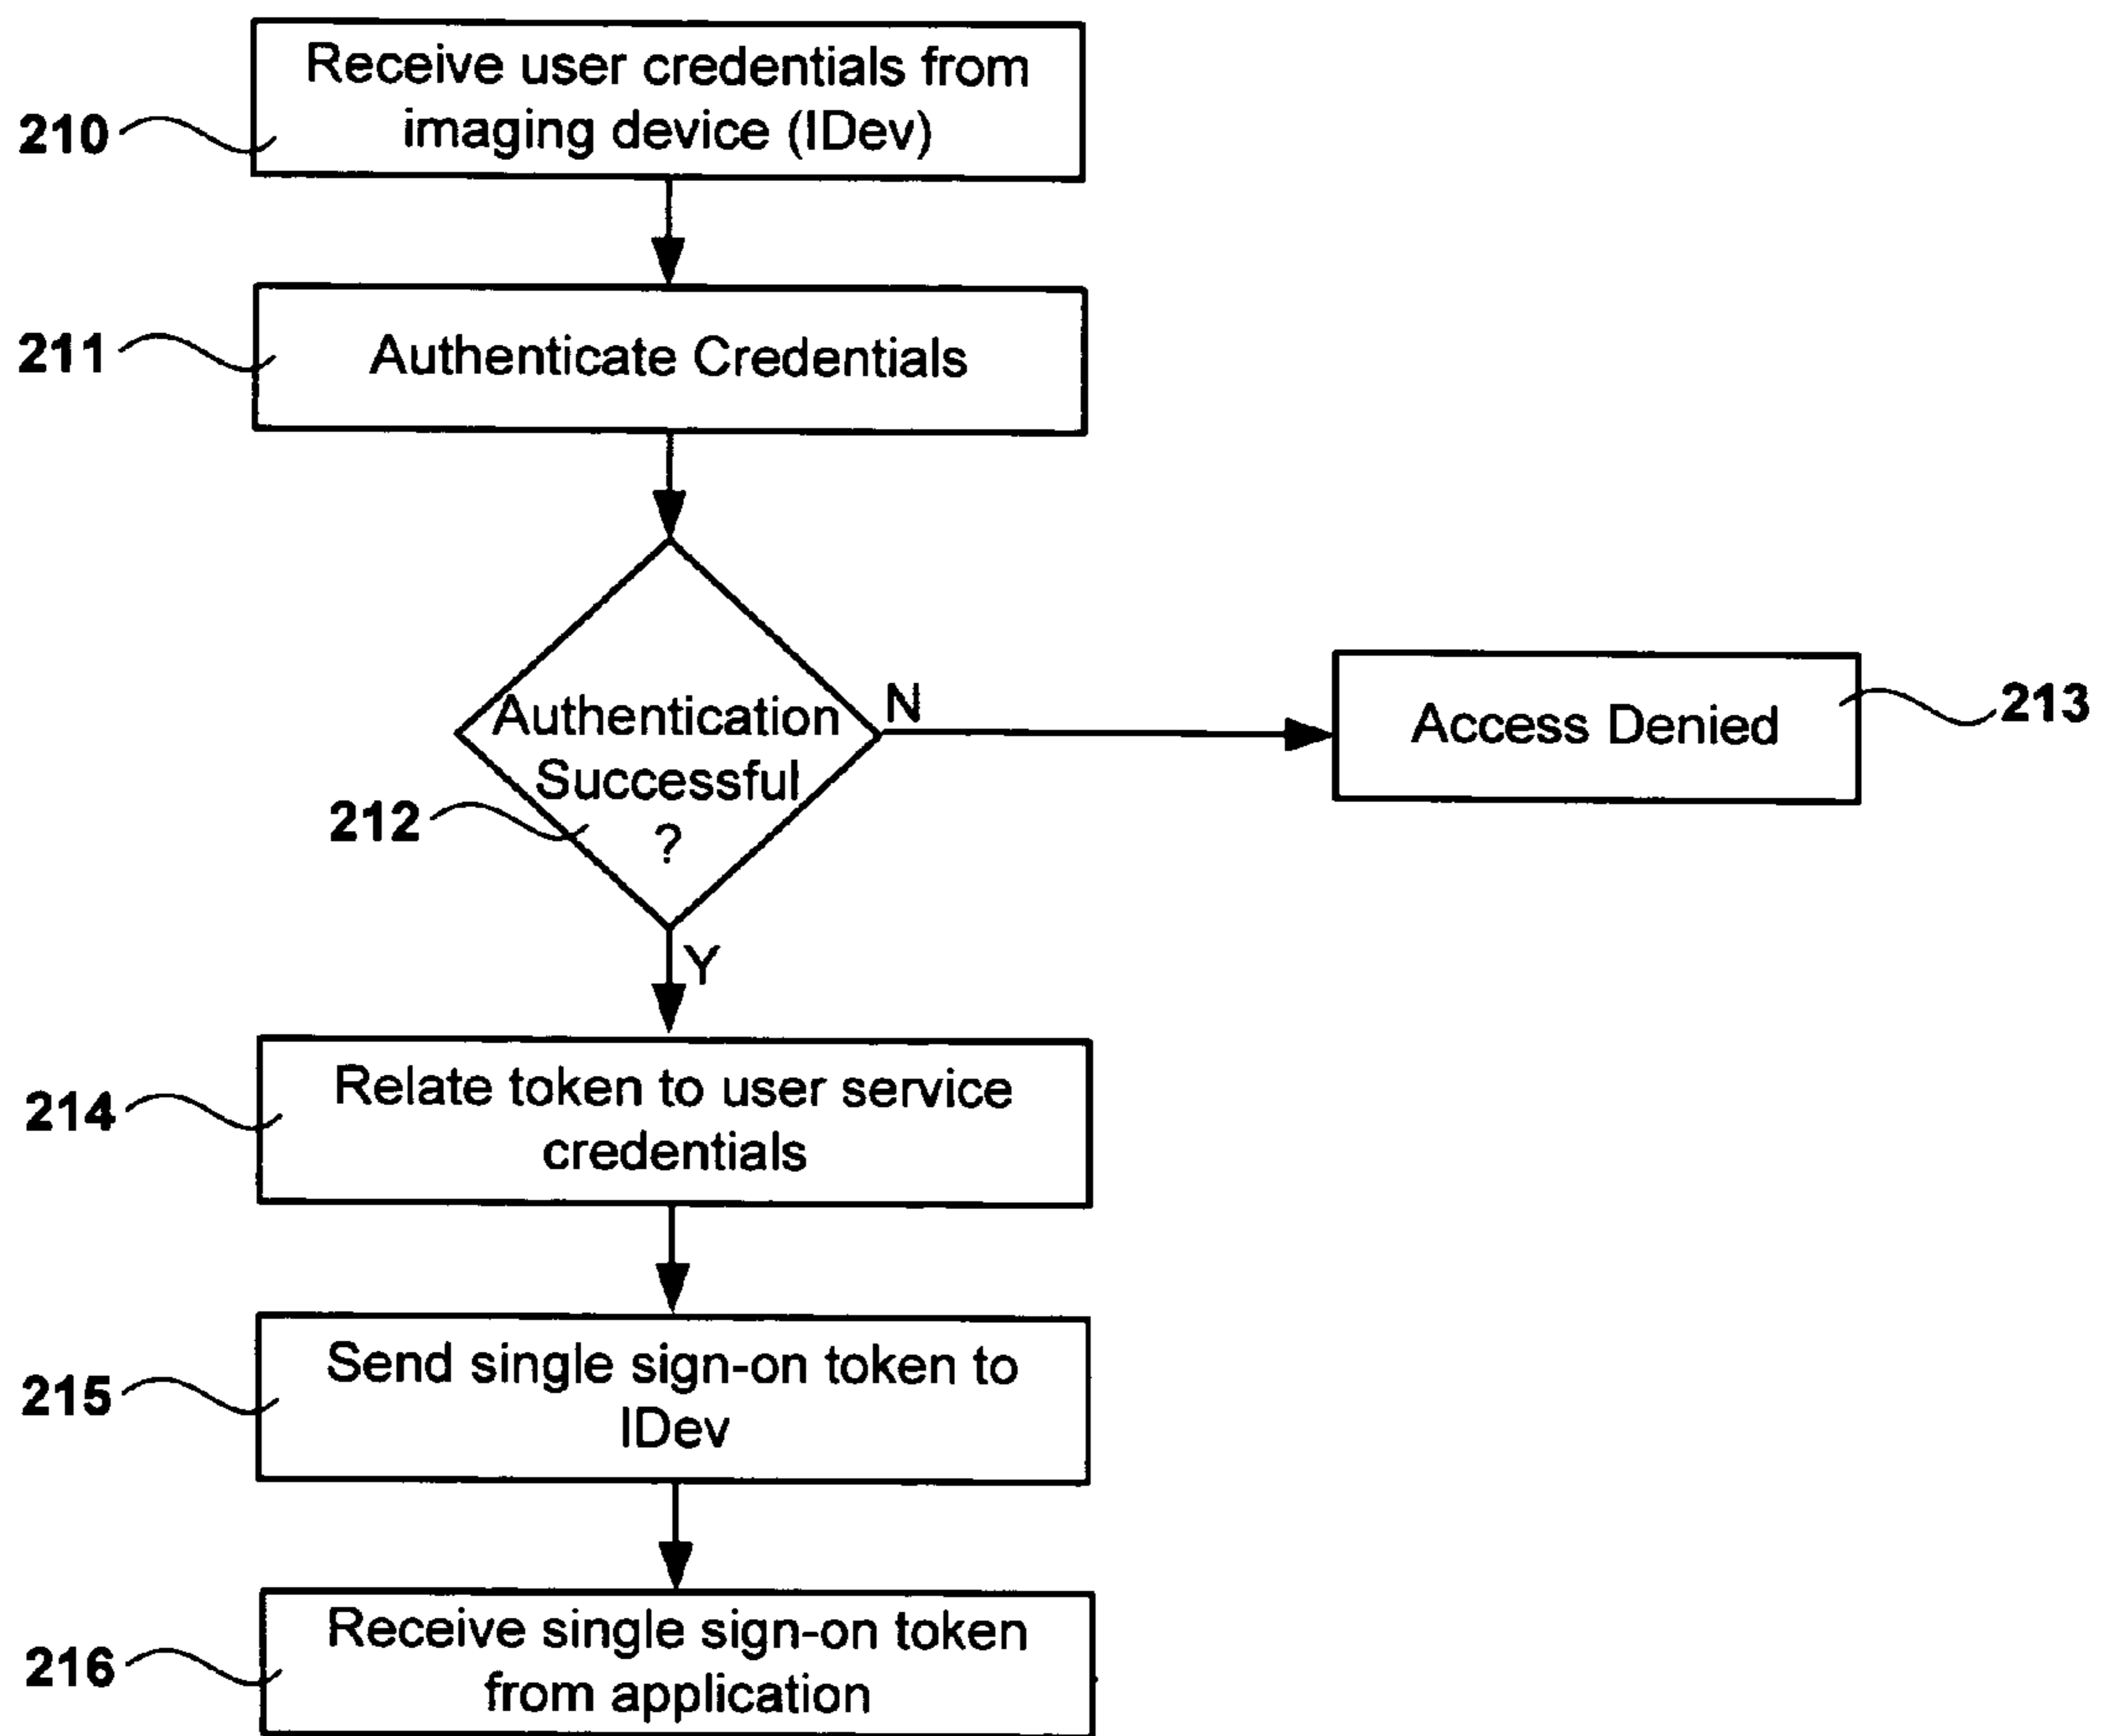 Receive user credentials from
imaging device (IDev)
210
211
Authenticate Credentials
Authentication
Successful
?
212
N
Access Denied
213
Y
Relate token to user service
credentials
214
Send single sign-on token to
IDev
215
Receive single sign-on token
from application
216